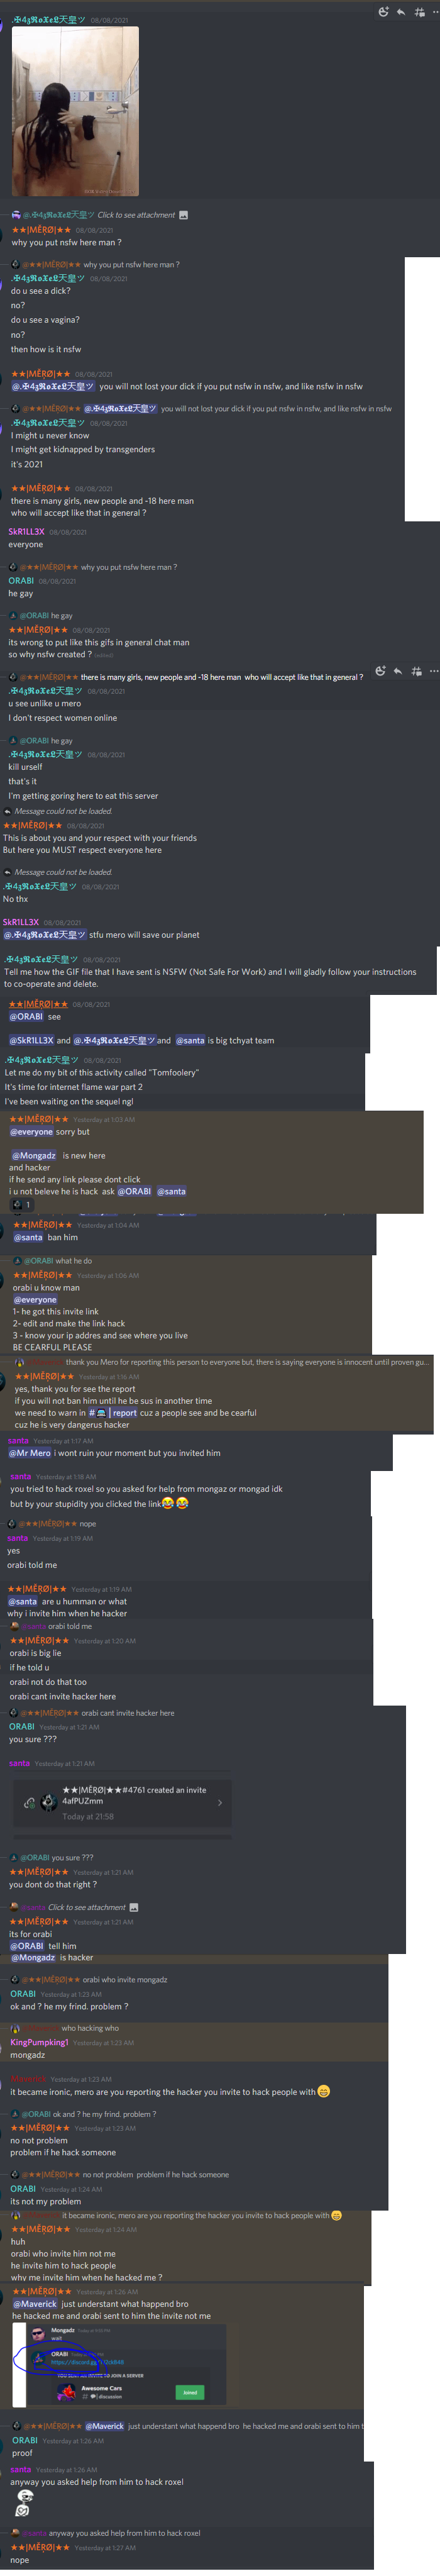 .✠4𝖟𝕽𝖔𝖃𝖊𝕷天皇ツ 08/08/2021
@.✠4𝖟𝕽𝖔𝖃𝖊𝕷天皇ツ Click to see attachment
★★|MĚŖØ|★★ 08/08/2021
why you put nsfw here man ?
@★★|MĚŖØ|★★ why you put nsfw here man ?
.✠4𝖟𝕽𝖔𝖃𝖊𝕷天皇ツ 08/08/2021
do u see a dick?
no?
do u see a vagina?
no?
then how is it nsfw
★★|MĚŖØ|★★ 08/08/2021
@.✠4𝖟𝕽𝖔𝖃𝖊𝕷天皇ツ you will not lost your dick if you put nsfw in nsfw, and like nsfw in nsfw
@★★|MĚŖØ|★★ @.✠4𝖟𝕽𝖔𝖃𝖊𝕷天皇ツ you will not lost your dick if you put nsfw in nsfw, and like nsfw in nsfw
.✠4𝖟𝕽𝖔𝖃𝖊𝕷天皇ツ 08/08/2021
I might u never know
I might get kidnapped by transgenders
it's 2021
★★|MĚŖØ|★★ 08/08/2021
there is many girls, new people and -18 here man
who will accept like that in general ?
SkR1LL3X 08/08/2021
everyone
@★★|MĚŖØ|★★ why you put nsfw here man ?
ORABI 08/08/2021
he gay
@ORABI he gay
★★|MĚŖØ|★★ 08/08/2021
its wrong to put like this gifs in general chat man
so why nsfw created ? (edited)
@★★|MĚŖØ|★★ there is many girls, new people and -18 here man who will accept like that in general ?
.✠4𝖟𝕽𝖔𝖃𝖊𝕷天皇ツ 08/08/2021
u see unlike u mero
I don't respect women online
@ORABI he gay
.✠4𝖟𝕽𝖔𝖃𝖊𝕷天皇ツ 08/08/2021
kill urself
that's it
I'm getting goring here to eat this server
Message could not be loaded.
★★|MĚŖØ|★★ 08/08/2021
This is about you and your respect with your friends
But here you MUST respect everyone here
Message could not be loaded.
.✠4𝖟𝕽𝖔𝖃𝖊𝕷天皇ツ 08/08/2021
No thx
SkR1LL3X 08/08/2021
@.✠4𝖟𝕽𝖔𝖃𝖊𝕷天皇ツ stfu mero will save our planet
.✠4𝖟𝕽𝖔𝖃𝖊𝕷天皇ツ 08/08/2021
Tell me how the GIF file that I have sent is NSFW (Not Safe For Work) and I will gladly follow your instructions
to co-operate and delete.
★★|MĚŖØ|★★ 08/08/2021
@ORABI see
@SkR1LL3X and @.✠4𝖟𝕽𝖔𝖃𝖊𝕷天皇ツ and @santa is big tchyat team
.✠4𝖟𝕽𝖔𝖃𝖊𝕷天皇ツ 08/08/2021
Let me do my bit of this activity called "Tomfoolery"
It's time for internet flame war part 2
I've been waiting on the sequel ngl
★★|MĚŖØ|★★ Yesterday at 1:03 AM
@everyone sorry but
@Mongadz is new here
and hacker
if he send any link please dont click
i u not beleve he is hack ask @ORABI @santa
1
★★|MĚŖØ|★★ Yesterday at 1:04 AM
@santa ban him
@ORABI what he do
★★|MĚŖØ|★★ Yesterday at 1:06 AM
orabi u know man
@everyone
1- he got this invite link
2- edit and make the link hack
3 - know your ip addres and see where you live
BE CEARFUL PLEASE
thank you Mero for reporting this person to everyone but, there is saying everyone is innocent until proven gu...
★★|MĚŖØ|★★ Yesterday at 1:16 AM
yes, thank you for see the report
if you will not ban him until he be sus in another time
we need to warn in # | report cuz a people see and be cearful
cuz he is very dangerus hacker
santa Yesterday at 1:17 AM
@Mr Mero i wont ruin your moment but you invited him
santa Yesterday at 1:18 AM
you tried to hack roxel so you asked for help from mongaz or mongad idk
but by your stupidity you clicked the link😂😂
@★★|MĚŖØ|★★ nope
santa Yesterday at 1:19 AM
yes
orabi told me
★★|MĚŖØ|★★ Yesterday at 1:19 AM
@santa are u humman or what
why i invite him when he hacker
@santa orabi told me
★★|MĚŖØ|★★ Yesterday at 1:20 AM
orabi is big lie
if he told u
orabi not do that too
orabi cant invite hacker here
@★★|MĚŖØ|★★ orabi cant invite hacker here
ORABI Yesterday at 1:21 AM
you sure ???
santa Yesterday at 1:21 AM
★★|MĚŖØ|★★#4761 created an invite
4afPUZmm
Today at 21:58
@ORABI you sure ???
★★|MĚŖØ|★★ Yesterday at 1:21 AM
you dont do that right ?
@santa Click to see attachment
★★|MĚŖØ|★★ Yesterday at 1:21 AM
its for orabi
@ORABI tell him
@Mongadz is hacker
@★★|MĚŖØ|★★ orabi who invite mongadz
ORABI Yesterday at 1:23 AM
ok and ? he my frind. problem ?
who hacking who
KingPumpking1 Yesterday at 1:23 AM
mongadz
Maverick Yesterday at 1:23 AM
it became ironic, mero are you reporting the hacker you invite to hack people with 😁
@ORABI ok and ? he my frind. problem ?
★★|MĚŖØ|★★ Yesterday at 1:23 AM
no not problem
problem if he hack someone
@★★|MĚŖØ|★★ no not problem problem if he hack someone
ORABI Yesterday at 1:24 AM
its not my problem
it became ironic, mero are you reporting the hacker you invite to hack people with 😁
★★|MĚŖØ|★★ Yesterday at 1:24 AM
huh
orabi who invite him not me
he invite him to hack people
why me invite him when he hacked me ?
★★|MĚŖØ|★★ Yesterday at 1:26 AM
@Maverick just understand what happend bro
he hacked me and orabi sent to him the invite not me
Mongadz
wait
ORABI
Awesome Cars
discussion
Joined
@★★|MĚŖØ|★★ @Maverick just understand what happend bro he hacked me and orabi sent to him t
ORABI Yesterday at 1:26 AM
proof
santa Yesterday at 1:26 AM
anyway you asked help from him to hack roxel
@santa anyway you asked help from him to hack roxel
★★|MĚŖØ|★★ Yesterday at 1:27 AM
nope